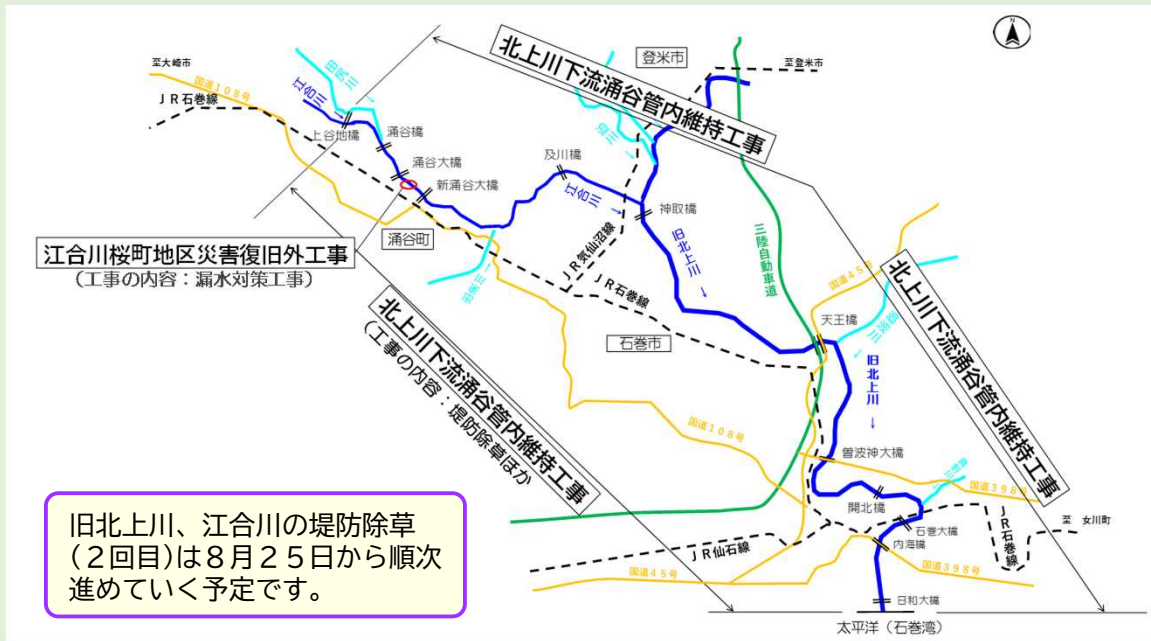 N
北上川下流涌谷管内維持工事
登米市
至登米市
至大崎市
国道108号
JR石巻線
江合川
→
田尻川
→
上谷地橋
涌谷橋
涌谷大橋
新涌谷大橋
及川橋
迫川
→
江合川
→
神取橋
涌谷町
江合川桜町地区災害復旧外工事
(工事の内容:漏水対策工事)
JR気仙沼線
JR石巻線
旧北上川
→
三陸自動車道
国道45号
北上川下流涌谷管内維持工事
天王橋
→
石巻市
旧北上川
→
北上川下流涌谷管内維持工事
(工事の内容:堤防除草ほか
国道108号
曽波神大橋
国道398号
開北橋
石巻大橋
内海橋
JR石巻線
至 女川町
JR仙石線
国道45号
国道398号
日和大橋
太平洋(石巻湾)
旧北上川、江合川の堤防除草
(2回目)は8月25日から順次
進めていく予定です。